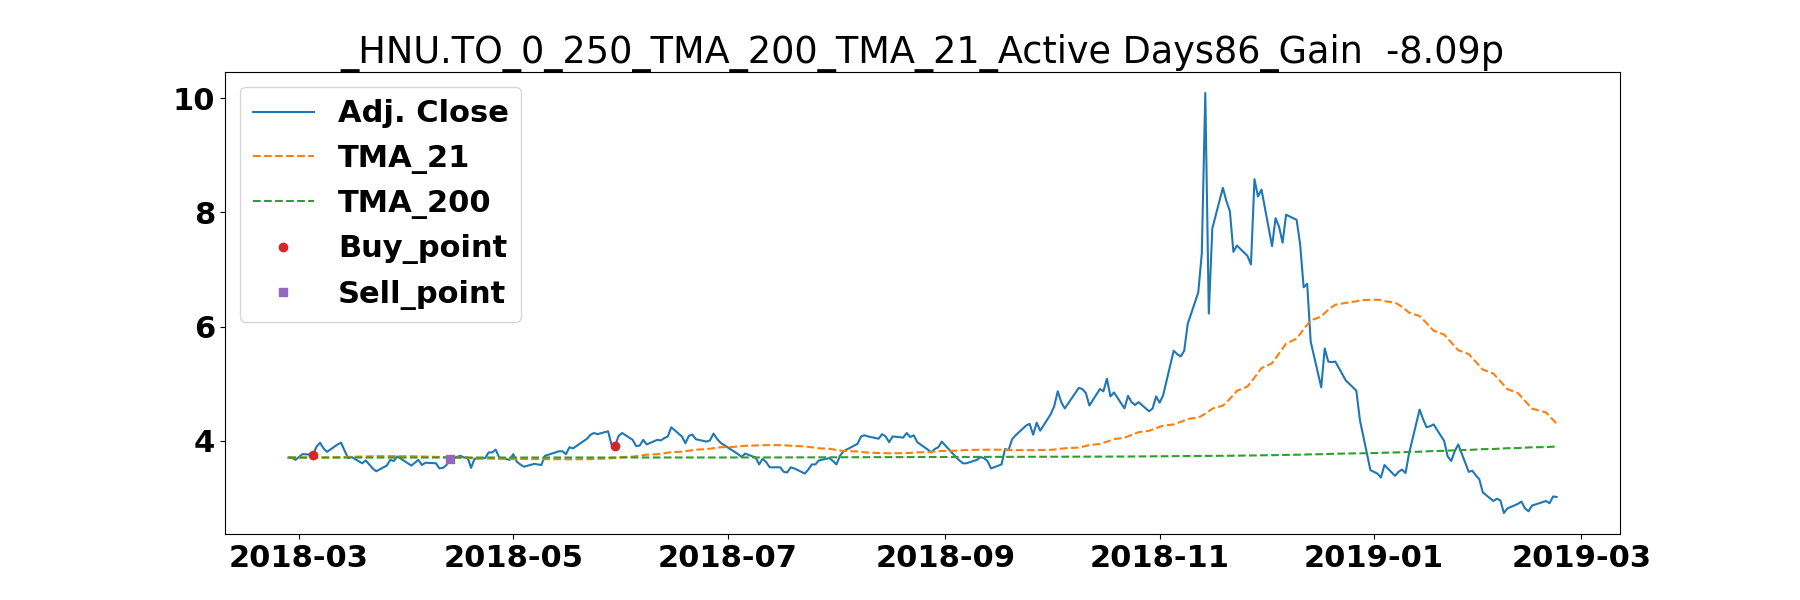 _HNU.TO_0_250_TMA_200_TMA_21_Active Days86_Gain  -8.09p
10
8
6
4
Adj. Close
TMA_21
TMA_200
Buy_point
Sell_point
2018-03 2018-05 2018-07 2018-09 2018-11 2019-01 2019-03